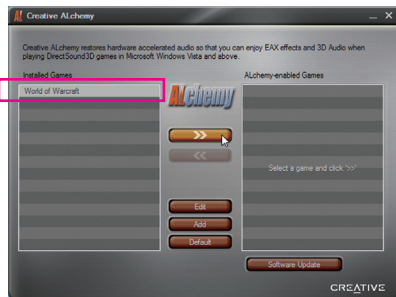 Creative ALchemy
Creative ALchemy restores hardware accelerated audio so that you can enjoy EAX effects and 3D Audio when
playing DirectSound3D games in Microsoft Windows Vista and above.
Installed Games
ALchemy-enabled Games
World of Warcraft
ALchemy
>>
<<
Select a game and click '>>'
Edit
Add
Default
Software Update
CREATIVE